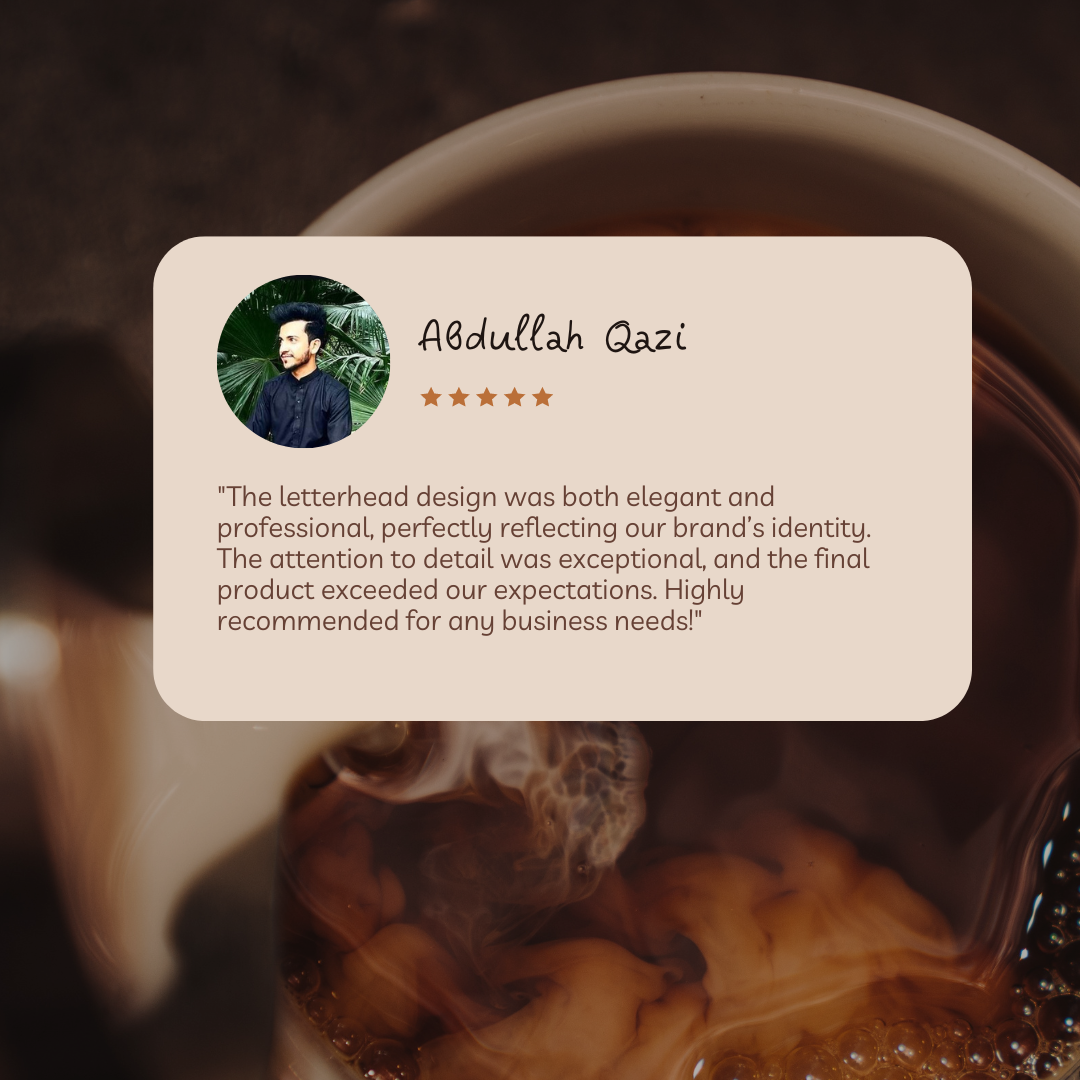 Abdullah Qazi
"The letterhead design was both elegant and
professional, perfectly reflecting our brand’s identity.
The attention to detail was exceptional, and the final
product exceeded our expectations. Highly
recommended for any business needs!"